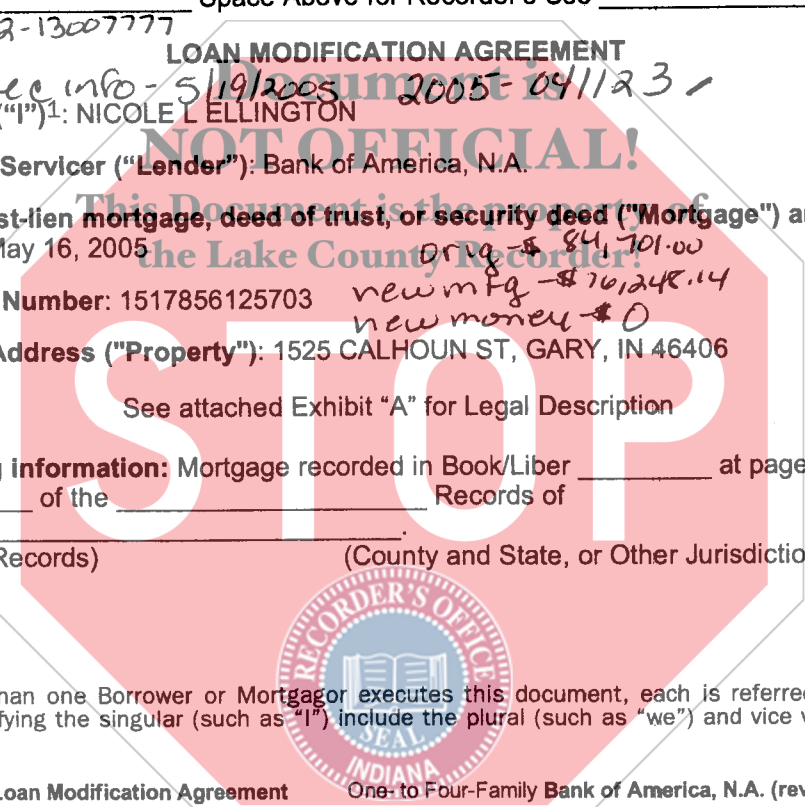 Space Above for Recorder's Use
2-13007777
LOAN MODIFICATION AGREEMENT
ec info - 5/19/2005 2005-041123
Document is
("I")1: NICOLE L ELLINGTON
NOT OFFICIAL!
Servicer ("Lender"): Bank of America, N.A.
This Document is the property of
st-lien mortgage, deed of trust, or security deed ("Mortgage") a
the Lake County Recorder!
May 16, 2005
orig - $ 84,701.00
Number: 1517856125703
new mtg - $ 76,248.14
new money - $ 0
Address ("Property"): 1525 CALHOUN ST, GARY, IN 46406
STOP
See attached Exhibit "A" for Legal Description
information: Mortgage recorded in Book/Liber ________ at page
___ of the ________ Records of
Records) (County and State, or Other Jurisdictio
RECORDER'S OFFICE
SEAL
INDIANA
han one Borrower or Mortgagor executes this document, each is referre
fying the singular (such as "I") include the plural (such as "we") and vice v
Loan Modification Agreement One- to Four-Family Bank of America, N.A. (rev